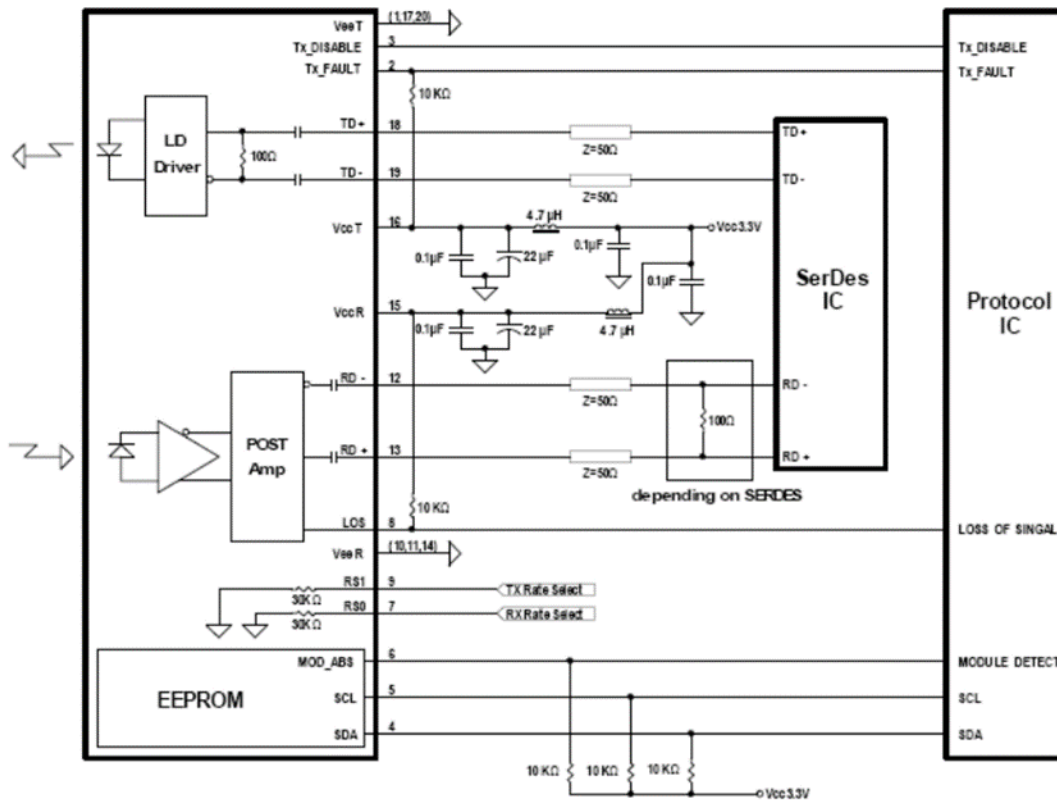 VeeT (1,17,20)
Tx_DISABLE 3 Tx_DISABLE
Tx_FAULT 2 Tx_FAULT
10 KΩ
LD
Driver
100Ω
TD+ 18 Z=50Ω TD+
TD- 19 Z=50Ω TD-
VccT 16 4.7 µH Vcc3.3V
0.1µF 22 µF 0.1µF 0.1µF
VccR 15 4.7 µH
0.1µF 22 µF
SerDes
IC
Protocol
IC
RD - 12 Z=50Ω RD -
100Ω
POST
Amp
RD + 13 Z=50Ω RD +
depending on SERDES
10 KΩ
LOS 8 LOSS OF SINGAL
VeeR (10,11,14)
RS1 9 TX Rate Select
30KΩ
RS0 7 RX Rate Select
30KΩ
MOD_ABS 6 MODULE DETECT
EEPROM
SCL 5 SCL
SDA 4 SDA
10 KΩ 10 KΩ 10 KΩ
Vcc3.3V